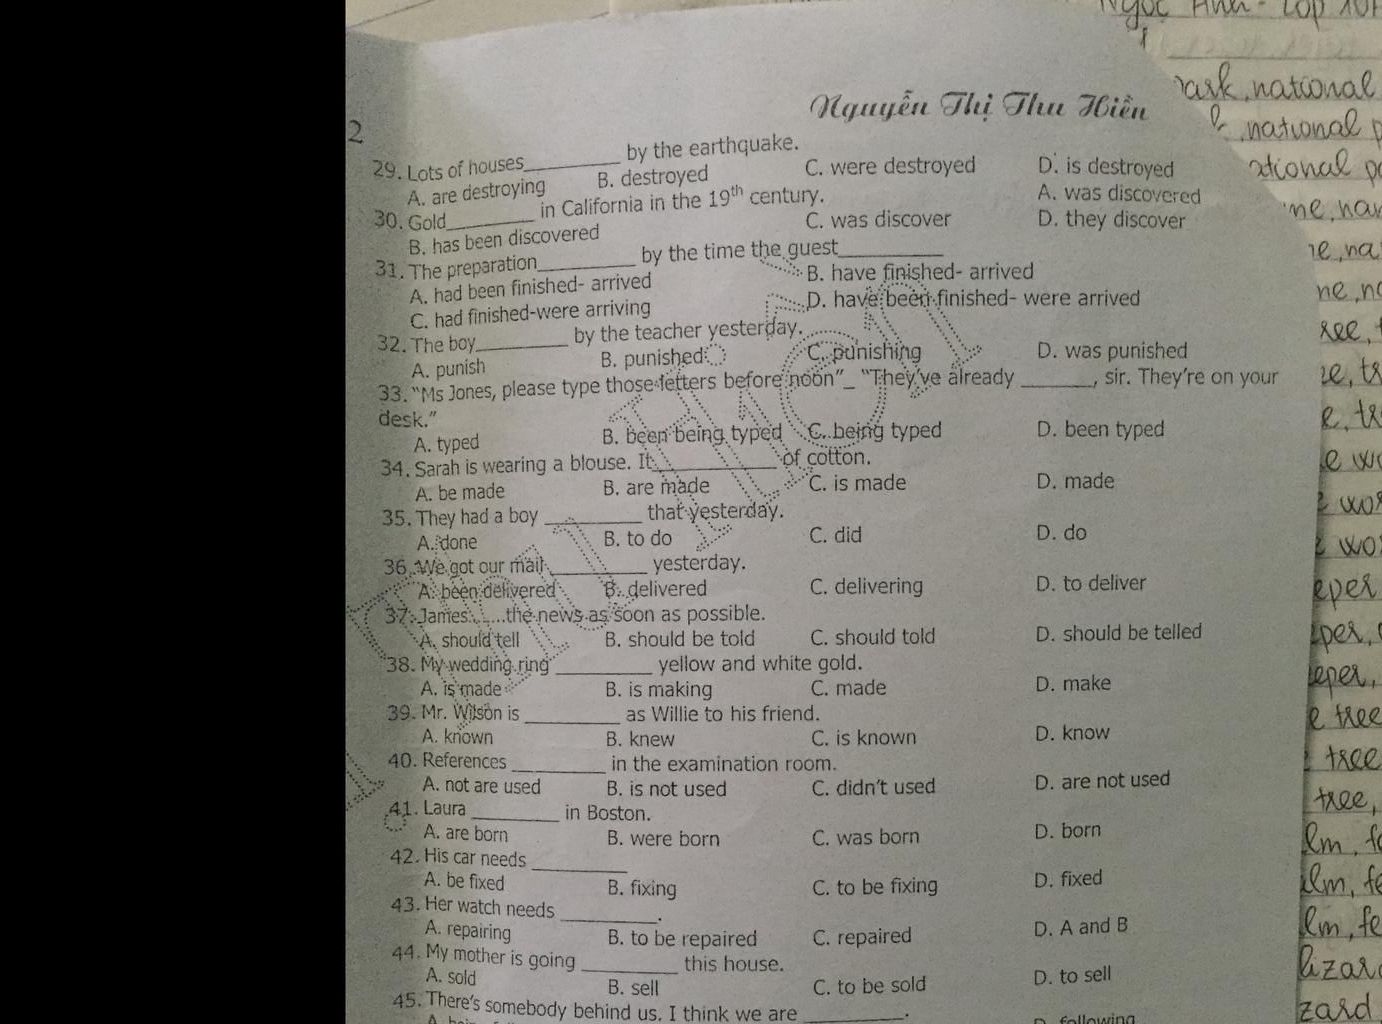 Ngọc Anh - Lớp 10A
2
Nguyễn Thị Thu Hiền
29. Lots of houses__________ by the earthquake.
A. are destroying B. destroyed C. were destroyed D. is destroyed
30. Gold__________ in California in the 19th century. A. was discovered
B. has been discovered C. was discover D. they discover
31. The preparation__________ by the time the guest__________
A. had been finished- arrived B. have finished- arrived
C. had finished-were arriving D. have been finished- were arrived
32. The boy__________ by the teacher yesterday.
A. punish B. punished C. punishing D. was punished
33. "Ms Jones, please type those letters before noon"_ "They've already _______, sir. They're on your
desk."
A. typed B. been being typed C. being typed D. been typed
34. Sarah is wearing a blouse. It __________ of cotton.
A. be made B. are made C. is made D. made
35. They had a boy __________ that yesterday.
A. done B. to do C. did D. do
36. We got our mail __________ yesterday.
A. been delivered B. delivered C. delivering D. to deliver
37. James ......the news as soon as possible.
A. should tell B. should be told C. should told D. should be telled
38. My wedding ring __________ yellow and white gold.
A. is made B. is making C. made D. make
39. Mr. Wilson is __________ as Willie to his friend.
A. known B. knew C. is known D. know
40. References __________ in the examination room.
A. not are used B. is not used C. didn't used D. are not used
41. Laura __________ in Boston.
A. are born B. were born C. was born D. born
42. His car needs __________
A. be fixed B. fixing C. to be fixing D. fixed
43. Her watch needs __________.
A. repairing B. to be repaired C. repaired D. A and B
44. My mother is going __________ this house.
A. sold B. sell C. to be sold D. to sell
45. There's somebody behind us. I think we are __________.
D. following
national
national
tree
tree
tree,